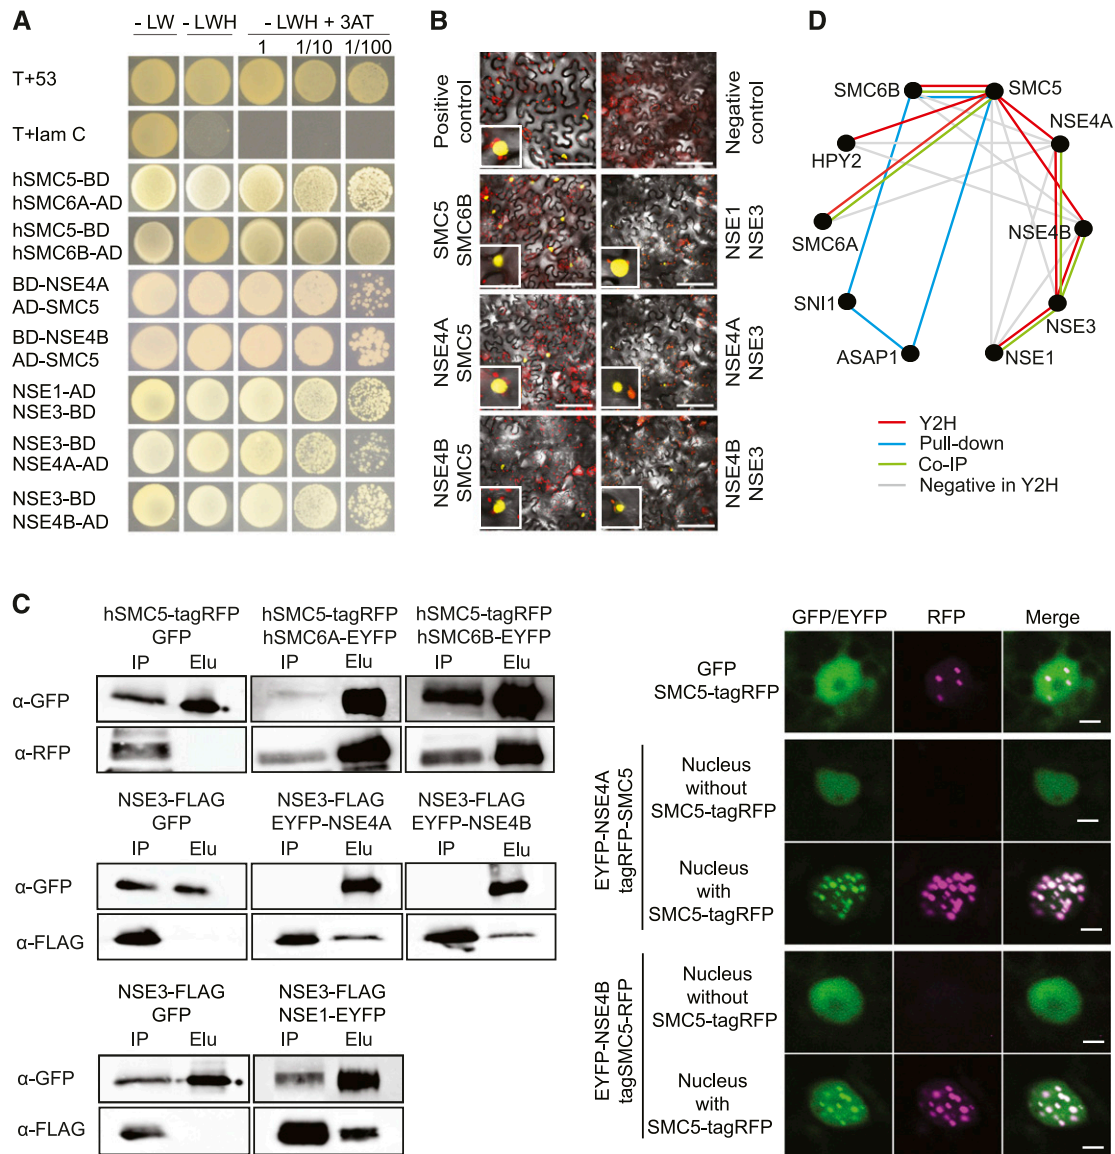 A
- LW - LWH - LWH + 3AT
1 1/10 1/100
T+53
T+lam C
hSMC5-BD
hSMC6A-AD
hSMC5-BD
hSMC6B-AD
BD-NSE4A
AD-SMC5
BD-NSE4B
AD-SMC5
NSE1-AD
NSE3-BD
NSE3-BD
NSE4A-AD
NSE3-BD
NSE4B-AD
B
Positive
control
Negative
control
SMC5
SMC6B
NSE1
NSE3
NSE4A
SMC5
NSE4A
NSE3
NSE4B
SMC5
NSE4B
NSE3
D
SMC6B
SMC5
NSE4A
HPY2
NSE4B
SMC6A
SNI1
NSE3
ASAP1
NSE1
Y2H
Pull-down
Co-IP
Negative in Y2H
C
hSMC5-tagRFP
GFP
hSMC5-tagRFP
hSMC6A-EYFP
hSMC5-tagRFP
hSMC6B-EYFP
IP Elu IP Elu IP Elu
α-GFP
α-RFP
NSE3-FLAG
GFP
NSE3-FLAG
EYFP-NSE4A
NSE3-FLAG
EYFP-NSE4B
IP Elu IP Elu IP Elu
α-GFP
α-FLAG
NSE3-FLAG
GFP
NSE3-FLAG
NSE1-EYFP
IP Elu IP Elu
α-GFP
α-FLAG
GFP/EYFP RFP Merge
GFP
SMC5-tagRFP
EYFP-NSE4A
tagRFP-SMC5
Nucleus
without
SMC5-tagRFP
Nucleus
with
SMC5-tagRFP
EYFP-NSE4B
tagSMC5-RFP
Nucleus
without
SMC5-tagRFP
Nucleus
with
SMC5-tagRFP